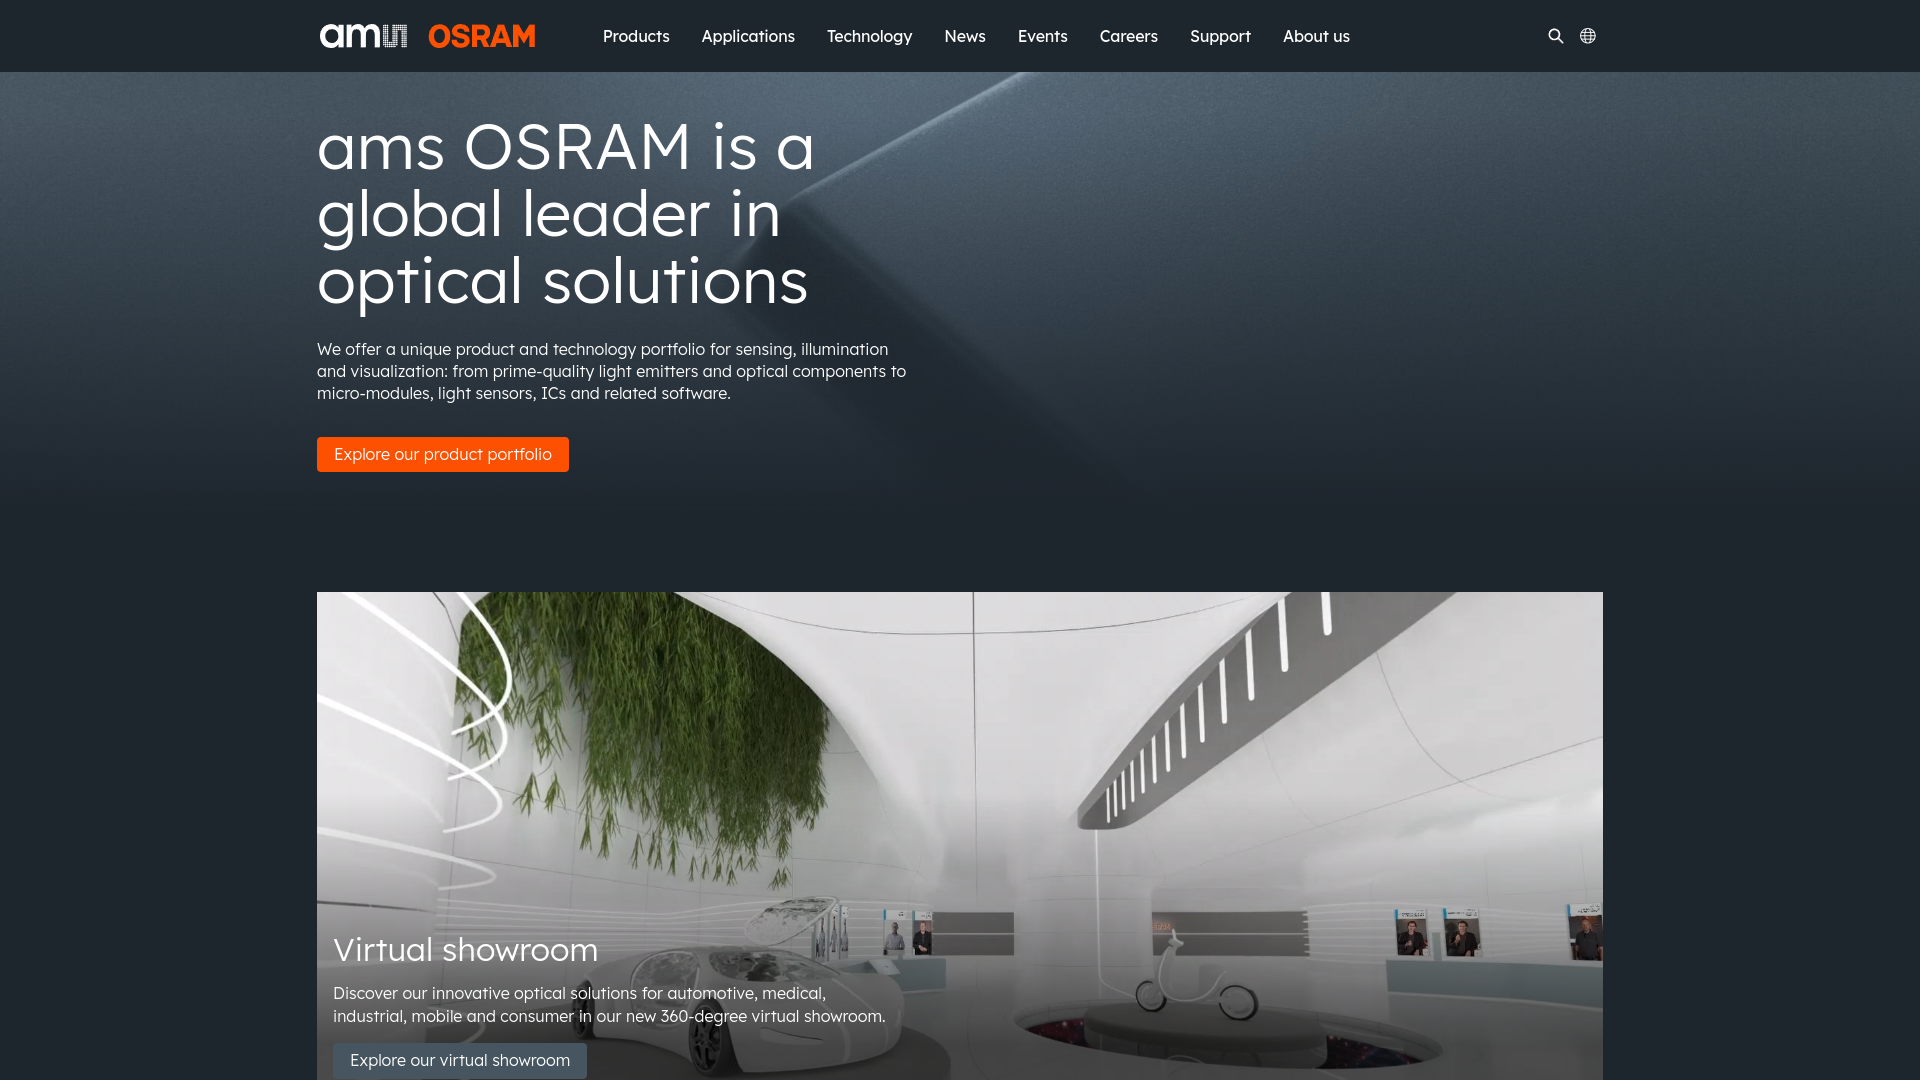 ams OSRAM
Products Applications Technology News Events Careers Support About us
ams OSRAM is a
global leader in
optical solutions
We offer a unique product and technology portfolio for sensing, illumination
and visualization: from prime-quality light emitters and optical components to
micro-modules, light sensors, ICs and related software.
Explore our product portfolio
Virtual showroom
Discover our innovative optical solutions for automotive, medical,
industrial, mobile and consumer in our new 360-degree virtual showroom.
Explore our virtual showroom